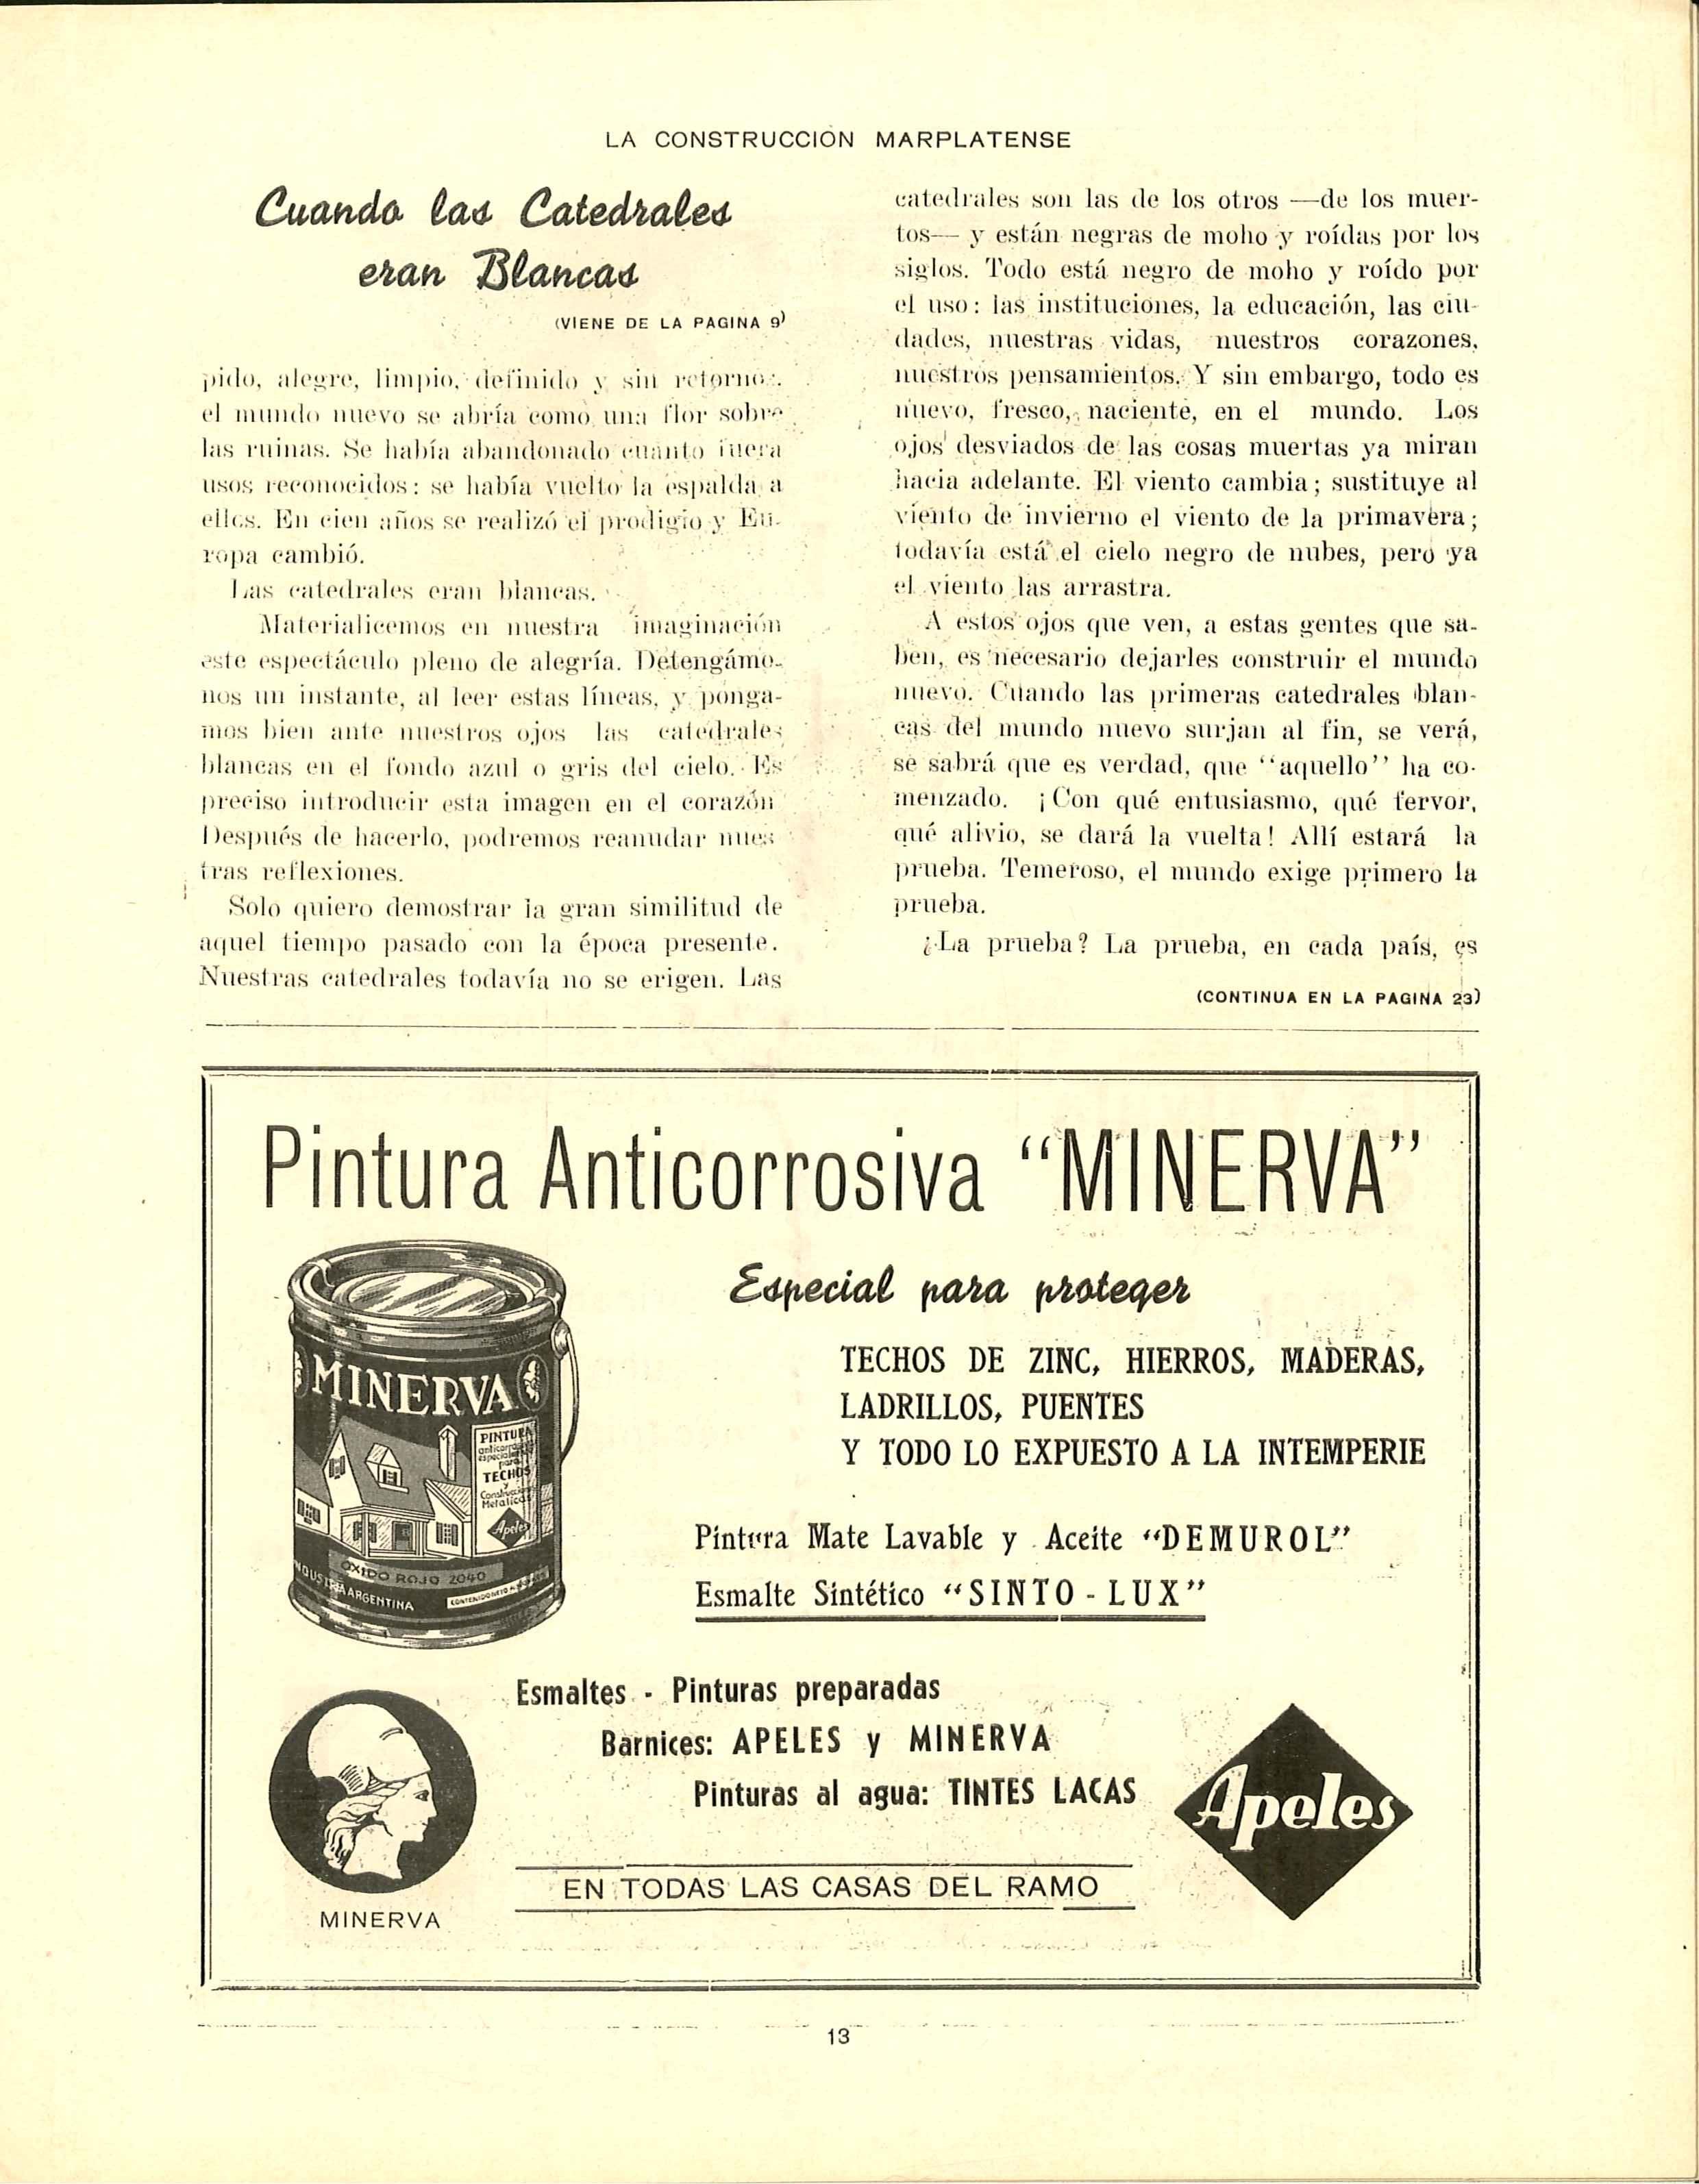 LA CONSTRUCCION MARPLATENSE
Cuando las Catedrales
eran Blancas
(VIENE DE LA PAGINA 9)
pido, alegre, limpio, definido y sin retorno:
el mundo nuevo se abría como una flor sobre
las ruinas. Se había abandonado cuanto fuera
usos reconocidos: se había vuelto la espalda a
ellos. En cien años se realizó el prodigio y Eu-
ropa cambió.
Las catedrales eran blancas.
Materialicemos en nuestra imaginación
este espectáculo pleno de alegría. Detengámo-
nos un instante, al leer estas líneas, y ponga-
mos bien ante nuestros ojos las catedrales
blancas en el fondo azul o gris del cielo. Es
preciso introducir esta imagen en el corazón
Después de hacerlo, podremos reanudar nues
tras reflexiones.
Solo quiero demostrar la gran similitud de
aquel tiempo pasado con la época presente.
Nuestras catedrales todavía no se erigen. Las
catedrales son las de los otros —de los muer-
tos— y están negras de moho y roídas por los
siglos. Todo está negro de moho y roído por
el uso: las instituciones, la educación, las ciu-
dades, nuestras vidas, nuestros corazones,
nuestros pensamientos. Y sin embargo, todo es
nuevo, fresco, naciente, en el mundo. Los
ojos desviados de las cosas muertas ya miran
hacia adelante. El viento cambia; sustituye al
viento de invierno el viento de la primavera;
todavía está el cielo negro de nubes, pero ya
el viento las arrastra.
A estos ojos que ven, a estas gentes que sa-
ben, es necesario dejarles construir el mundo
nuevo. Cuando las primeras catedrales blan-
cas del mundo nuevo surjan al fin, se verá,
se sabrá que es verdad, que "aquello" ha co-
menzado. ¡Con qué entusiasmo, qué fervor,
qué alivio, se dará la vuelta! Allí estará la
prueba. Temeroso, el mundo exige primero la
prueba.
¿La prueba? La prueba, en cada país, es
(CONTINUA EN LA PAGINA 23)
Pintura Anticorrosiva "MINERVA"
Especial para proteger
TECHOS DE ZINC, HIERROS, MADERAS,
LADRILLOS, PUENTES
Y TODO LO EXPUESTO A LA INTEMPERIE
MINERVA
PINTURA
anticorro
especial
para
TECHOS
y
Construccio
Metalicas
Apeles
OXIDO ROJO 2040
INDUSTRIA ARGENTINA
Pintura Mate Lavable y Aceite "DEMUROL"
Esmalte Sintético "SINTO - LUX"
Esmaltes - Pinturas preparadas
Barnices: APELES y MINERVA
Pinturas al agua: TINTES LACAS
Apeles
EN TODAS LAS CASAS DEL RAMO
MINERVA
13